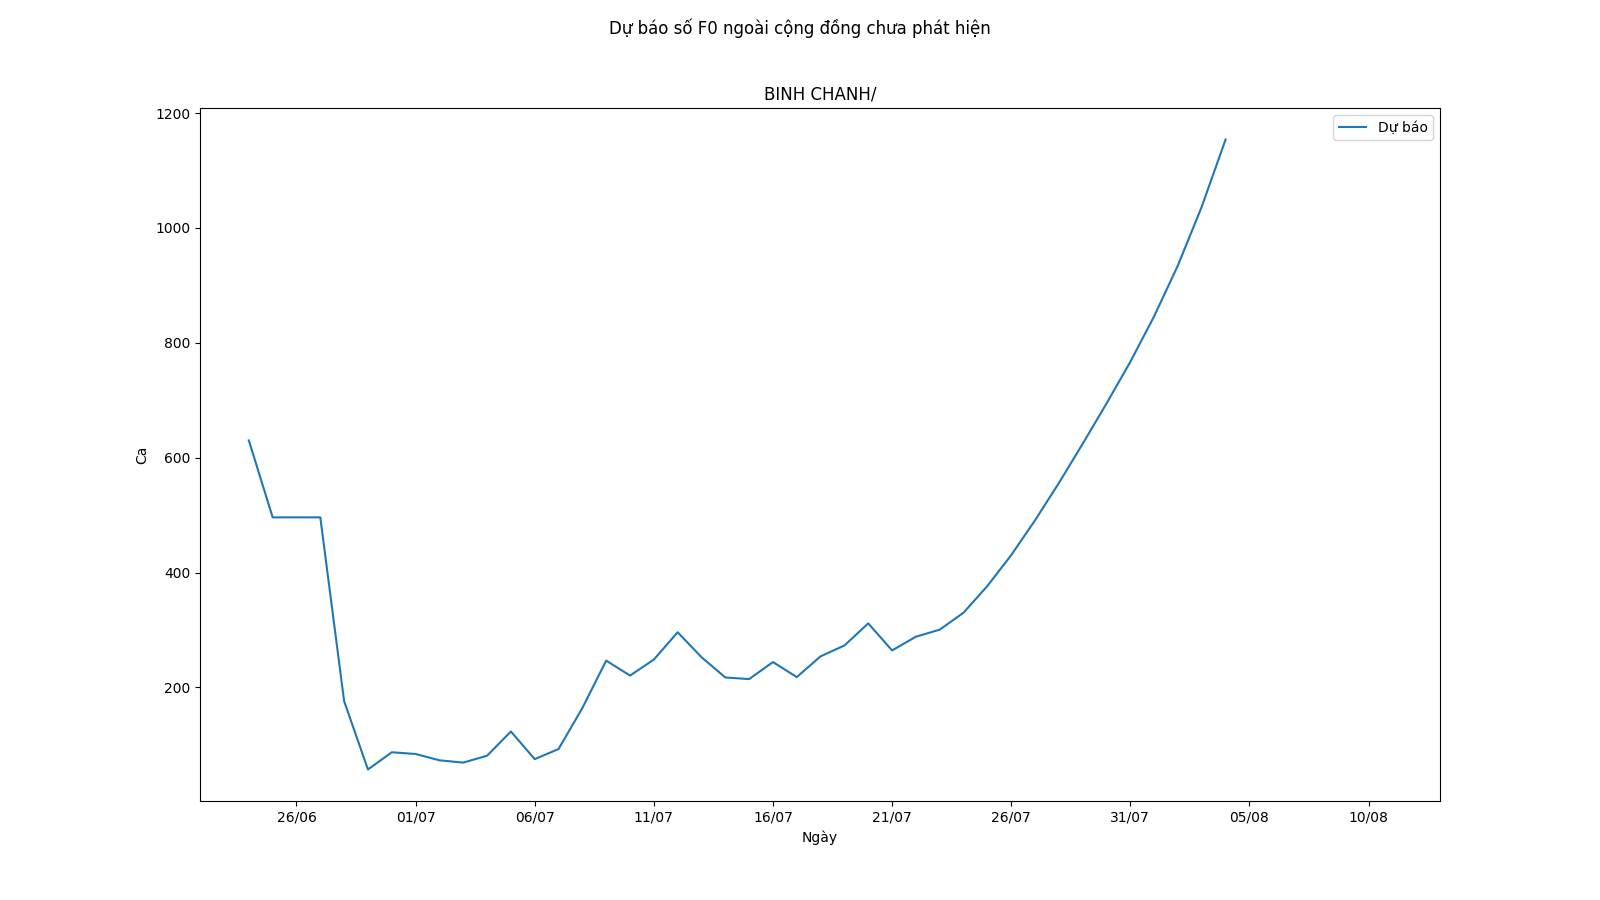 Dự báo số F0 ngoài cộng đồng chưa phát hiện
BINH CHANH/
Dự báo
1200
1000
800
600
400
200
Ca
26/06 01/07 06/07 11/07 16/07 21/07 26/07 31/07 05/08 10/08
Ngày